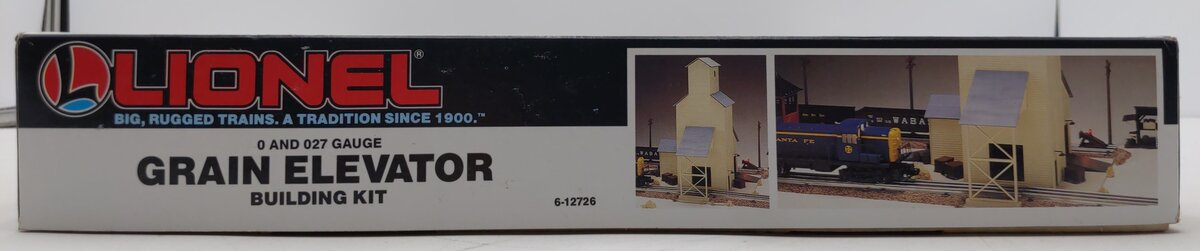 LIONEL®
BIG, RUGGED TRAINS. A TRADITION SINCE 1900.™
0 AND 027 GAUGE
GRAIN ELEVATOR
BUILDING KIT
6-12726
WABA
WABA
SANTA FE